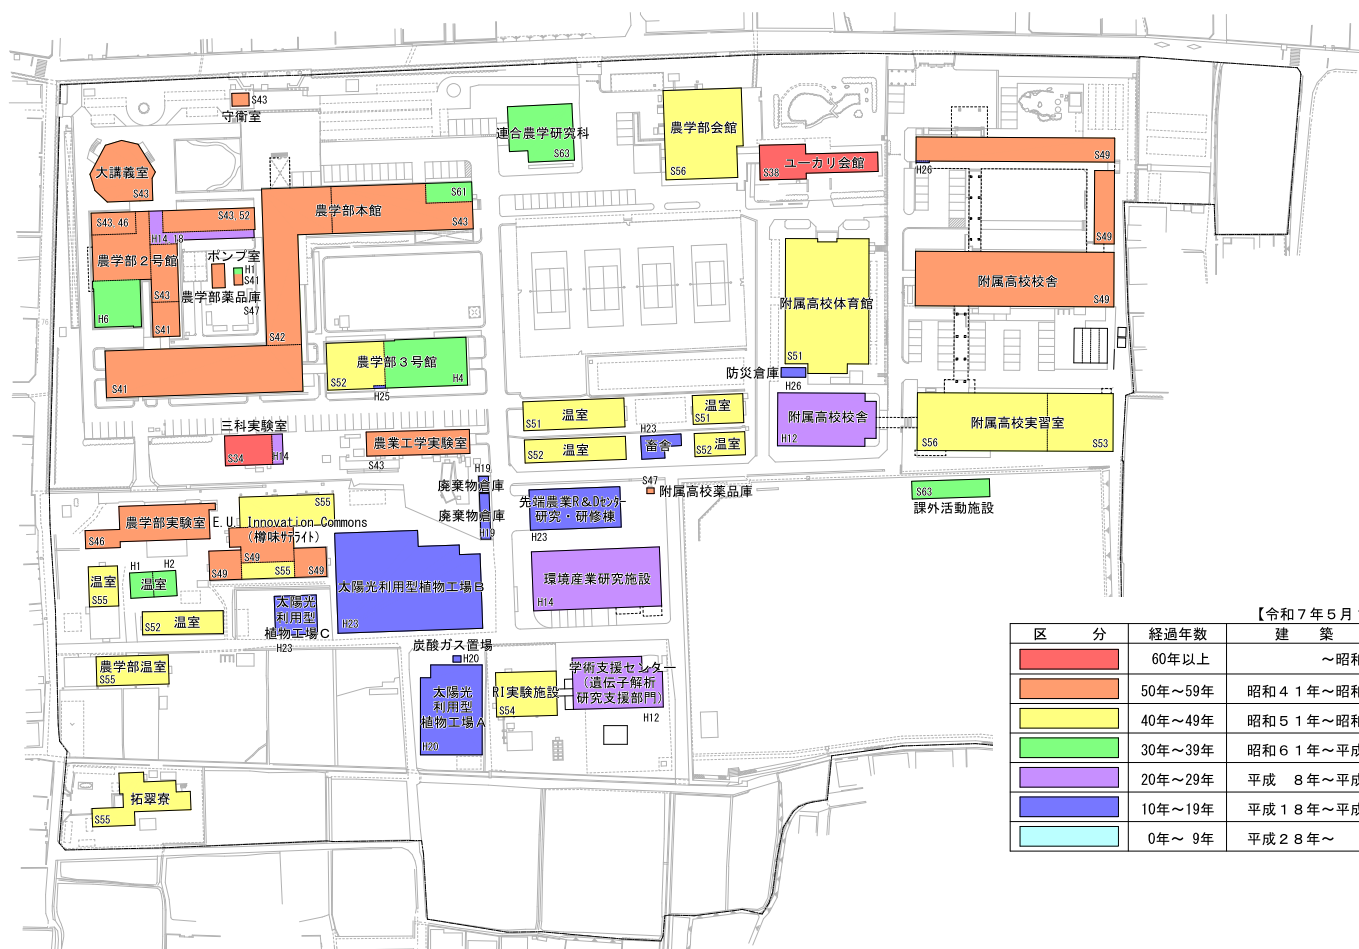 S43
守衛室
連合農学研究科
S63
農学部会館
S56
ユーカリ会館
S38
S49
H26
大講義室
S43
S61
農学部本館
S43
S43,46
S43,52
H14,18
農学部２号館
ポンプ室
H1
S41
農学部薬品庫
S47
S43
S41
H6
S42
S41
S49
附属高校校舎
S49
附属高校体育館
S51
防災倉庫
H26
農学部３号館
S52
H4
H25
温室
S51
温室
S51
附属高校校舎
H12
附属高校実習室
S56
S53
三科実験室
S34
H14
農業工学実験室
S43
温室
S52
H23
畜舎
温室
S52
H19
廃棄物倉庫
廃棄物倉庫
H19
S47
附属高校薬品庫
S63
課外活動施設
先端農業R＆Dｾﾝﾀｰ
研究・研修棟
H23
農学部実験室
S46
S55
E.U. Innovation Commons
（樽味ｻﾃﾗｲﾄ）
S49
S49
S55
S49
太陽光利用型植物工場Ｂ
H23
環境産業研究施設
H14
温室
S55
H1
H2
温室
S52
温室
太陽光
利用型
植物工場Ｃ
H23
農学部温室
S55
炭酸ガス置場
H20
太陽光
利用型
植物工場Ａ
H20
RI実験施設
S54
学術支援センター
（遺伝子解析
研究支援部門）
H12
拓翠寮
S55
【令和７年５月
区　分　経過年数　建　築
60年以上　～昭和
50年～59年　昭和４１年～昭和
40年～49年　昭和５１年～昭和
30年～39年　昭和６１年～平成
20年～29年　平成　８年～平成
10年～19年　平成１８年～平成
0年～ 9年　平成２８年～